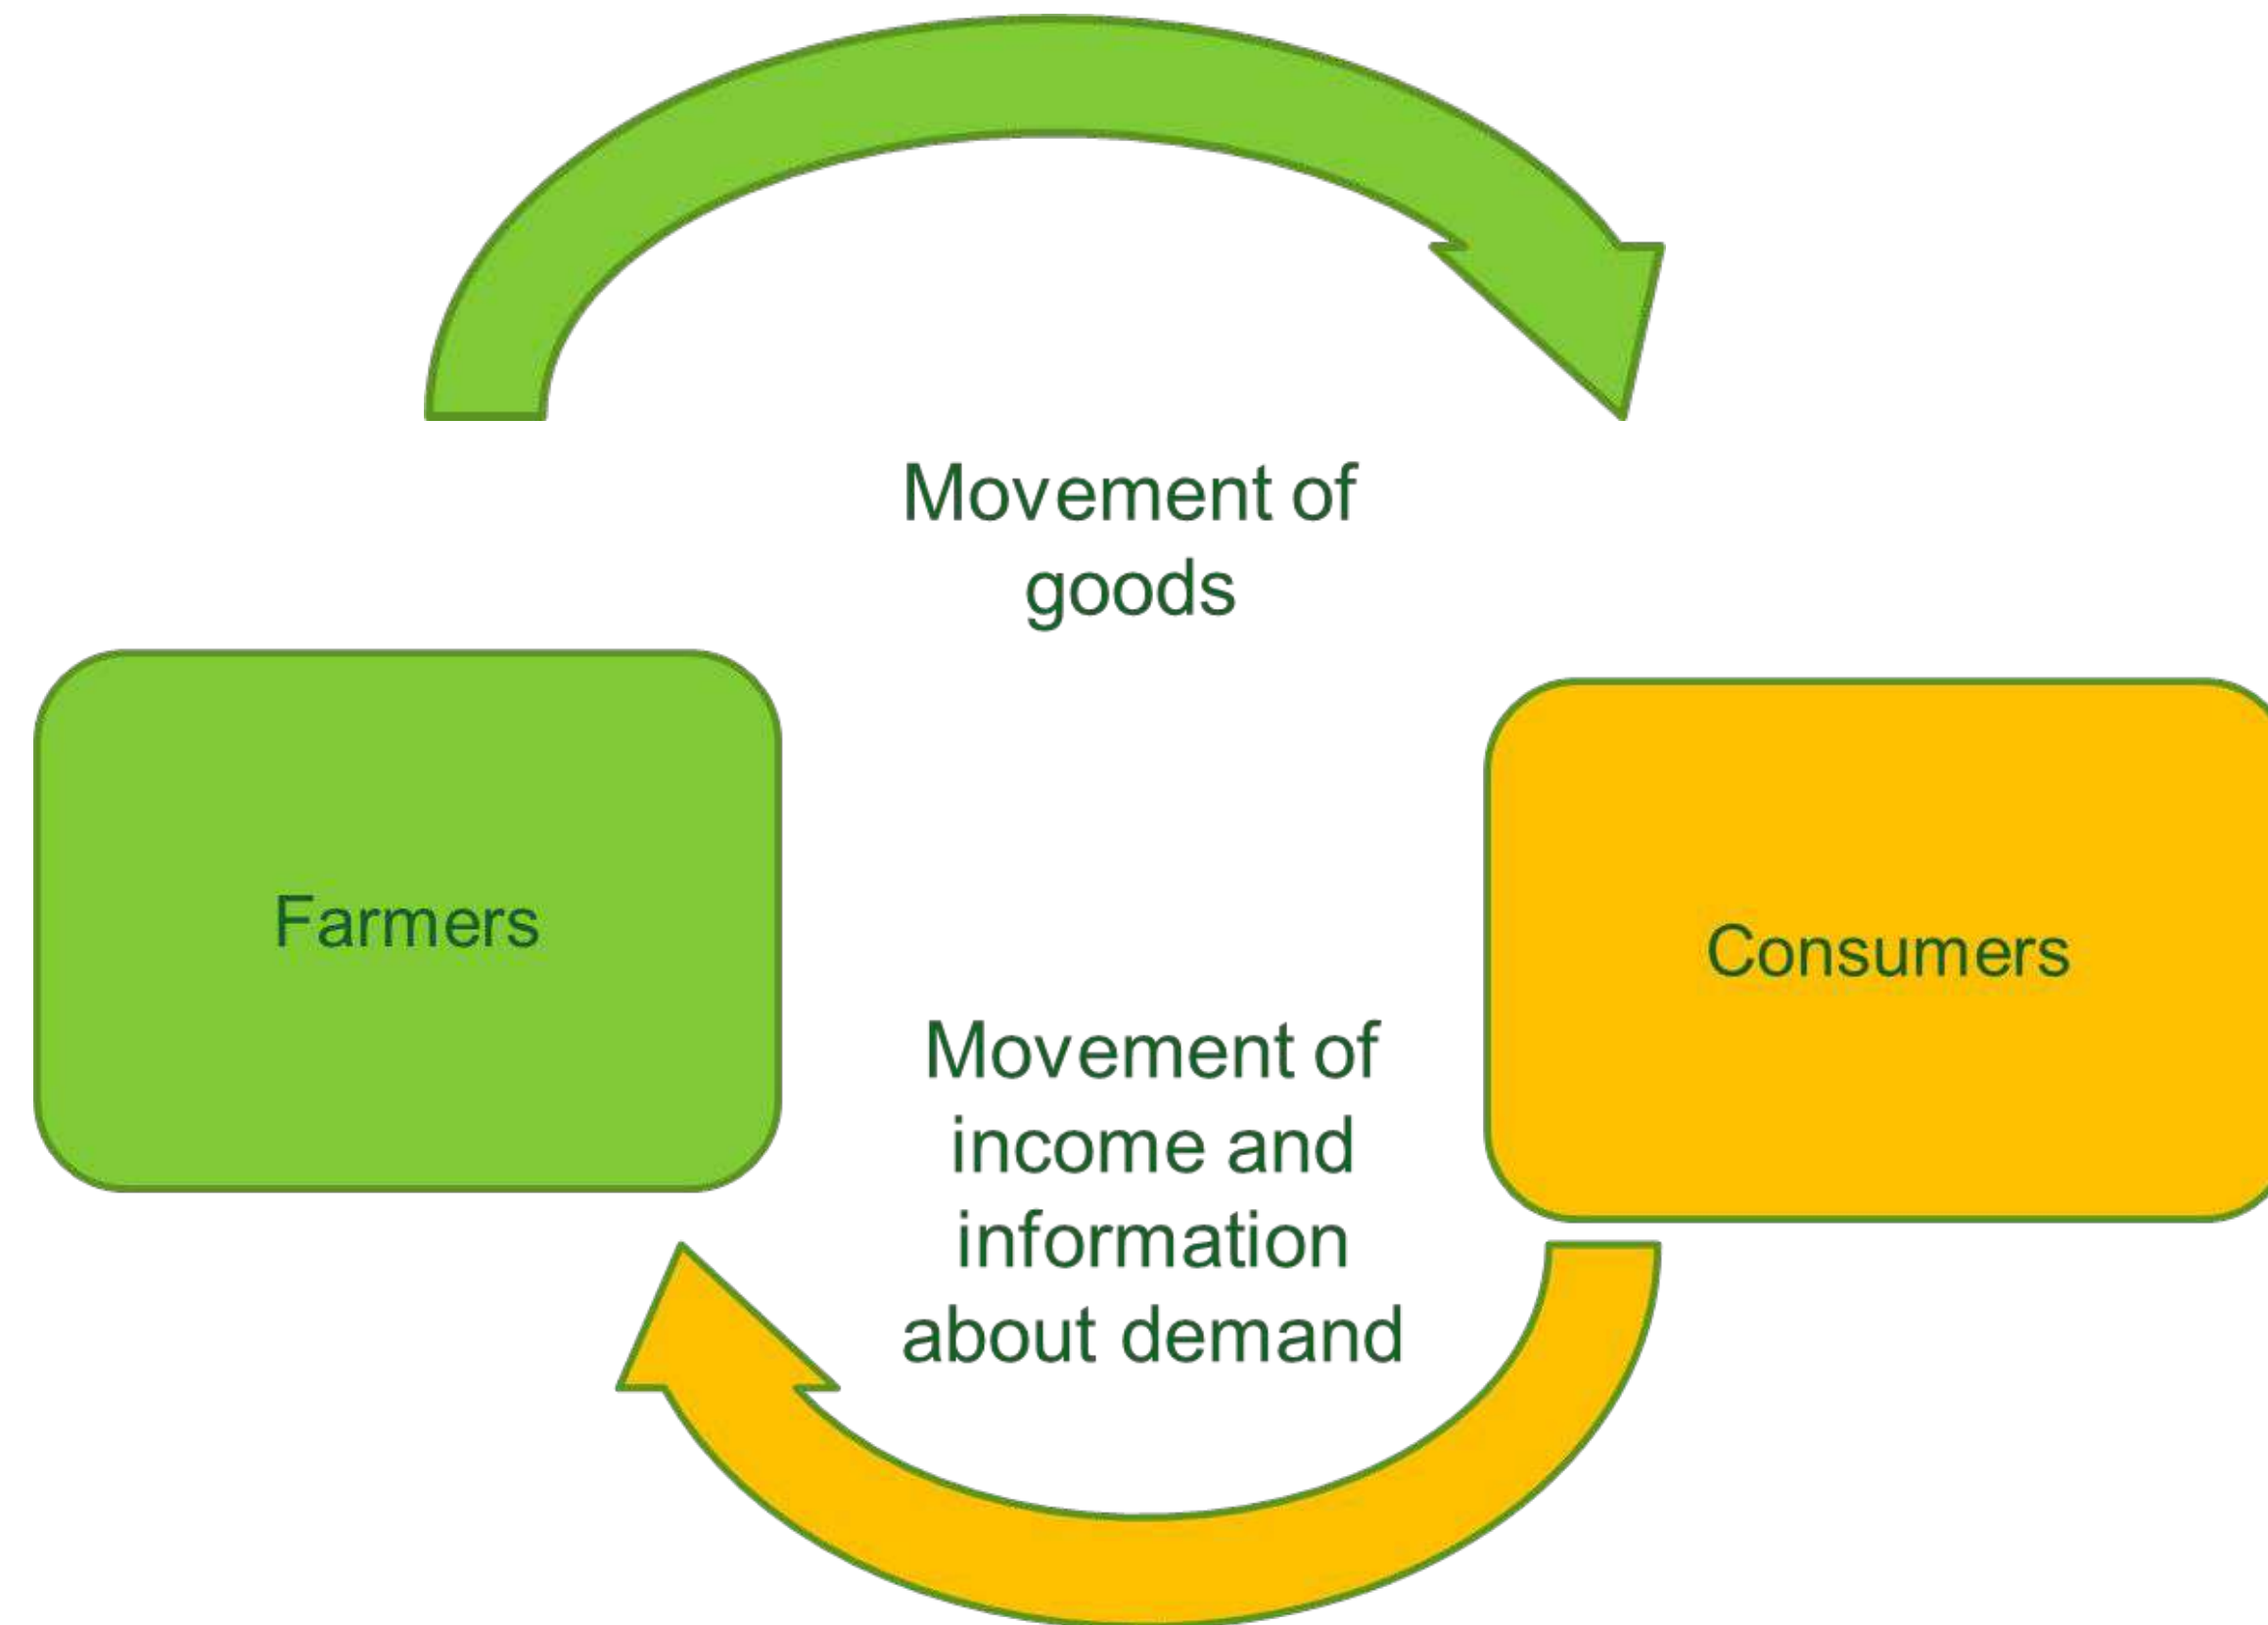 Movement of
goods
Farmers
Consumers
Movement of
income and
information
about demand